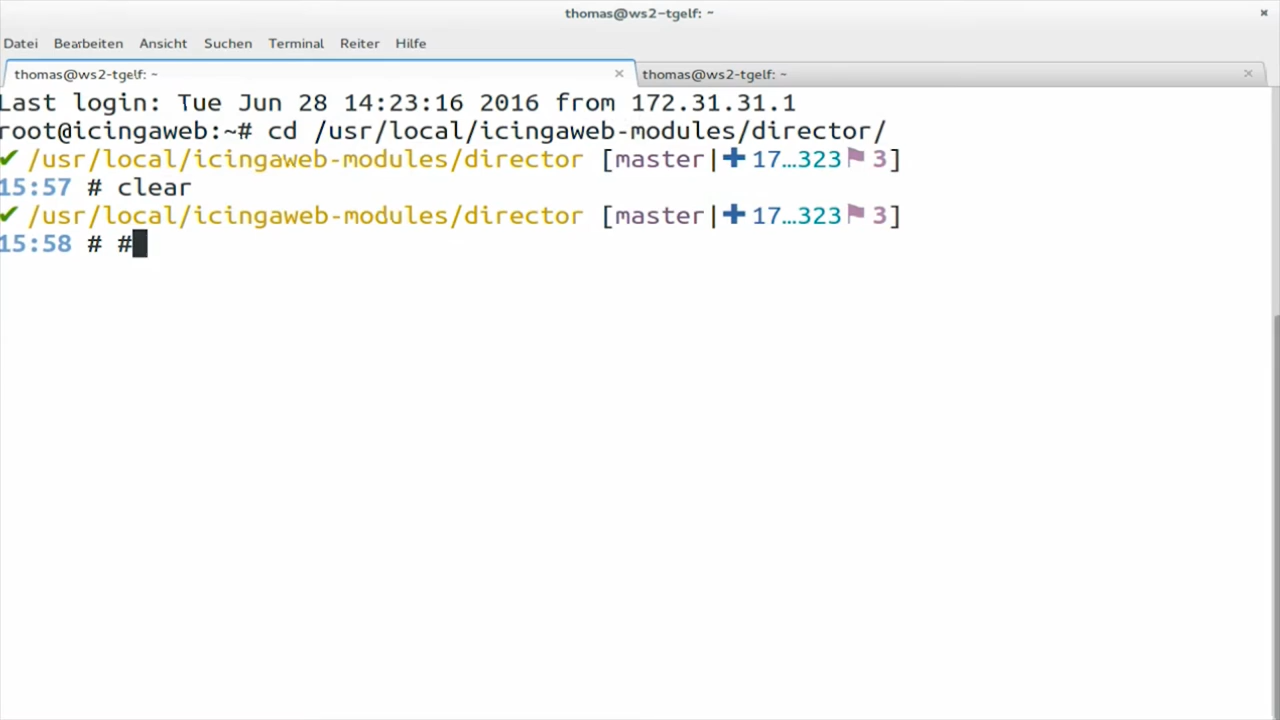 thomas@ws2-tgelf: ~
Datei Bearbeiten Ansicht Suchen Terminal Reiter Hilfe
thomas@ws2-tgelf: ~ thomas@ws2-tgelf: ~
Last login: Tue Jun 28 14:23:16 2016 from 172.31.31.1
root@icingaweb:~# cd /usr/local/icingaweb-modules/director/
✔ /usr/local/icingaweb-modules/director [master|✚ 17…323⚑ 3]
15:57 # clear
✔ /usr/local/icingaweb-modules/director [master|✚ 17…323⚑ 3]
15:58 # #